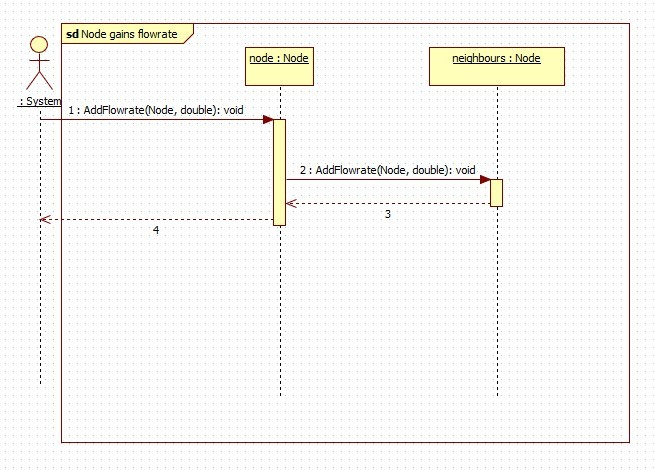 sd Node gains flowrate
node : Node
neighbours : Node
: System
1 : AddFlowrate(Node, double): void
2 : AddFlowrate(Node, double): void
3
4